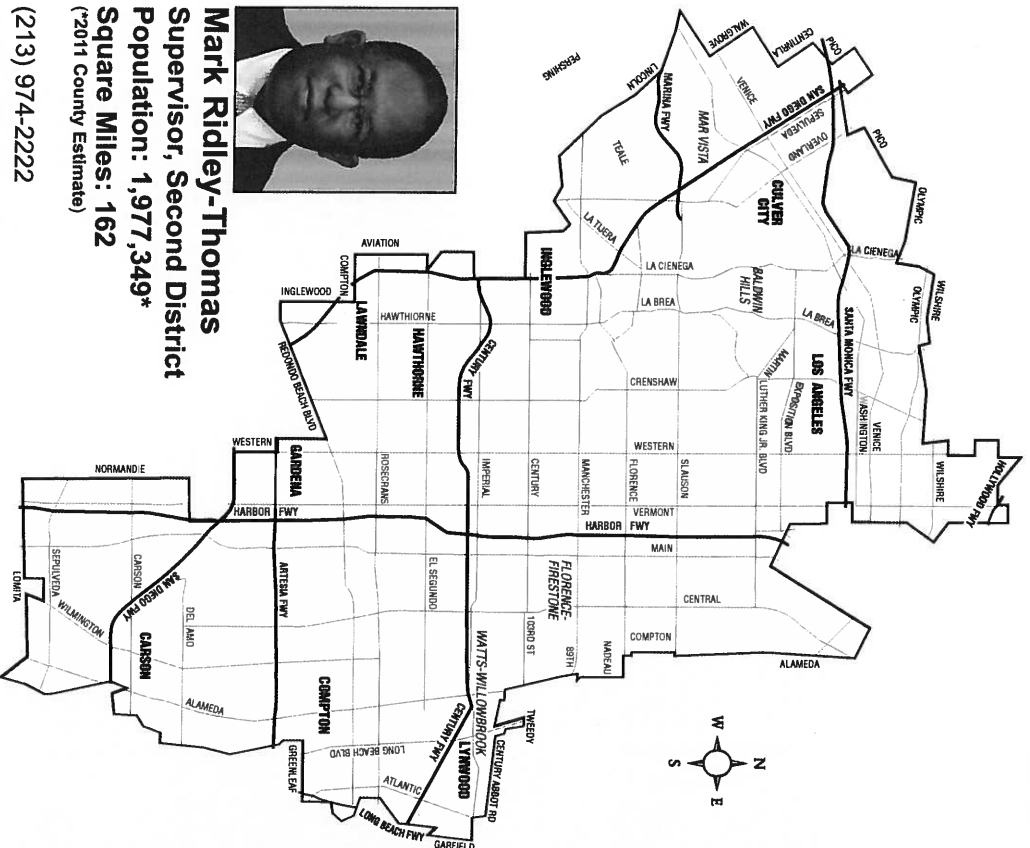 Mark Ridley-Thomas
Supervisor, Second District
Population: 1,977,349*
Square Miles: 162
(*2011 County Estimate)
(213) 974-2222
N
W
E
S
HOLLYWOOD FWY
WILSHIRE
OLYMPIC
WILSHIRE
OLYMPIC
PICO
PICO
CENTINELA
WALGROVE
LINCOLN
PERSHING
VENICE
SAN DIEGO FWY
SEPULVEDA
OVERLAND
MARINA FWY
MAR VISTA
TEALE
CULVER CITY
LA TIJERA
LA CIENEGA
LA CIENEGA
LA BREA
LA BREA
BALDWIN HILLS
SANTA MONICA FWY
WASHINGTON
VENICE
LOS ANGELES
EXPOSITION BLVD.
MARTIN
LUTHER KING JR. BLVD
CRENSHAW
WESTERN
VERMONT
SLAUSON
FLORENCE
MANCHESTER
CENTURY
IMPERIAL
HARBOR FWY
MAIN
CENTRAL
COMPTON
ALAMEDA
NADEAU
89TH
FLORENCE-FIRESTONE
103RD ST
WATTS-WILLOWBROOK
TWEEDY
CENTURY ABBOT RD
LYNWOOD
CENTURY FWY
GARFIELD
LONG BEACH FWY
ATLANTIC
LONG BEACH BLVD
GREENLEAF
COMPTON
EL SEGUNDO
INGLEWOOD
CENTURY FWY
HAWTHORNE
HAWTHORNE
LAWNDALE
AVIATION
COMPTON
INGLEWOOD
REDONDO BEACH BLVD
ROSECRANS
WESTERN
GARDENA
HARBOR FWY
ARTESIA FWY
NORMANDIE
SAN DIEGO FWY
DEL AMO
CARSON
CARSON
ALAMEDA
SEPULVEDA
WILMINGTON
LOMITA